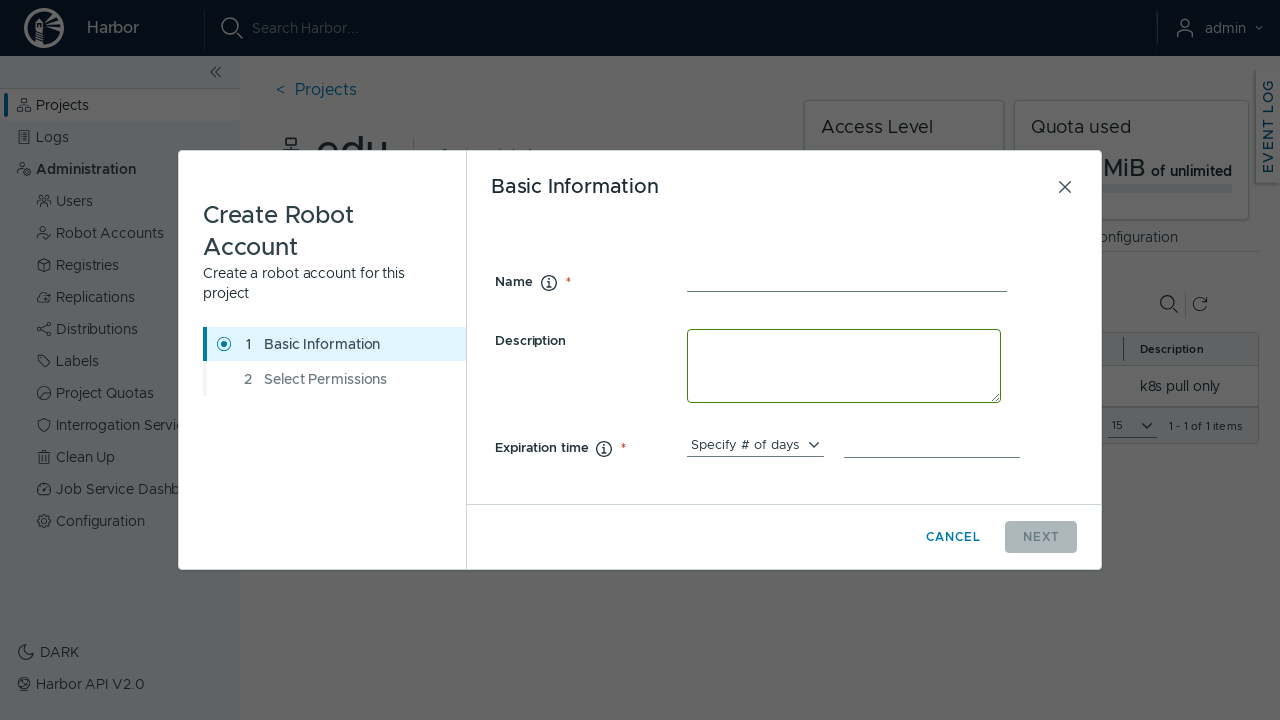 Harbor
Search Harbor...
admin
Projects
Logs
Administration
Users
Robot Accounts
Registries
Replications
Distributions
Labels
Project Quotas
Interrogation
Clean Up
Job Service
Configuration
DARK
Harbor API V2.0
< Projects
Access Level
Quota used
MiB of unlimited
EVENT LOG
Description
k8s pull only
15
1 - 1 of 1 items
Create Robot
Account
Create a robot account for this
project
1 Basic Information
2 Select Permissions
Basic Information
Name *
Description
Expiration time * Specify # of days
CANCEL
NEXT